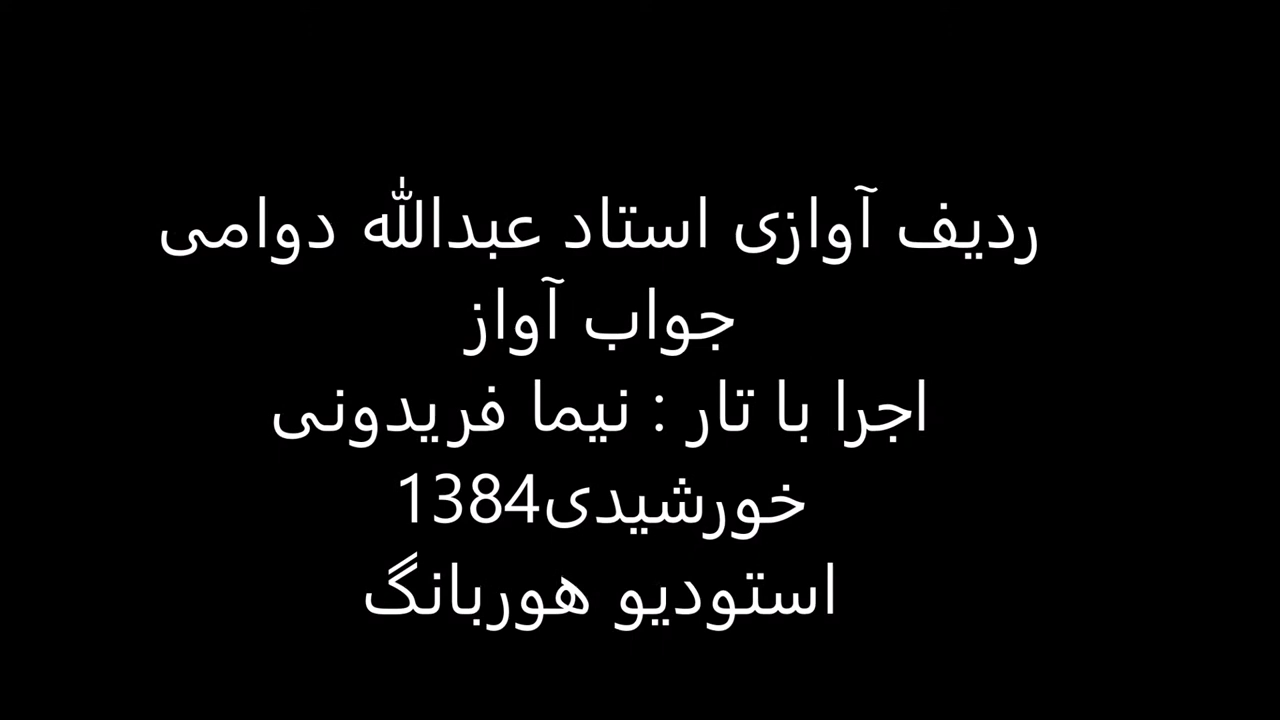 ردیف آوازی استاد عبدالله دوامی
جواب آواز
اجرا با تار : نیما فریدونی
خورشیدی1384
استودیو هوربانگ